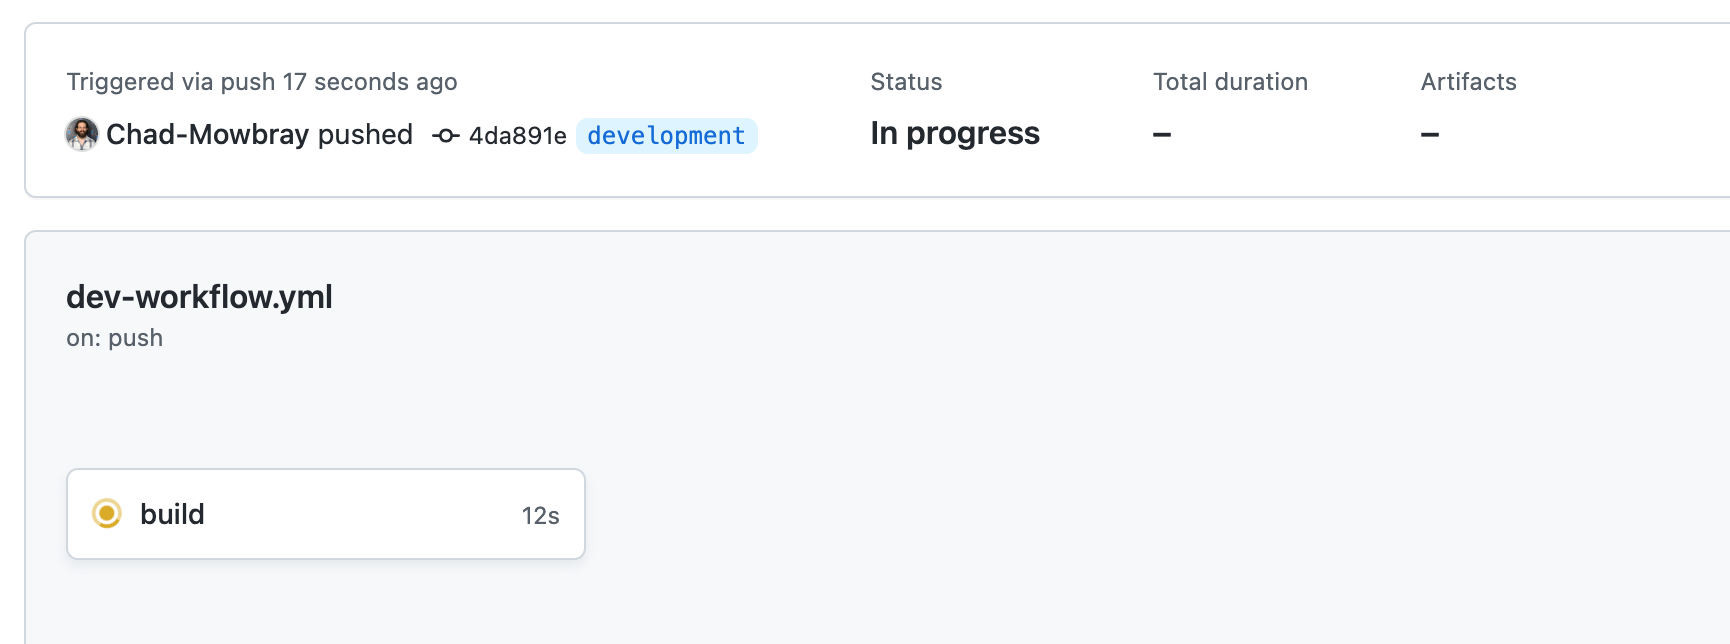 Triggered via push 17 seconds ago
Chad-Mowbray pushed 4da891e development
Status
In progress
Total duration
–
Artifacts
–
dev-workflow.yml
on: push
build 12s